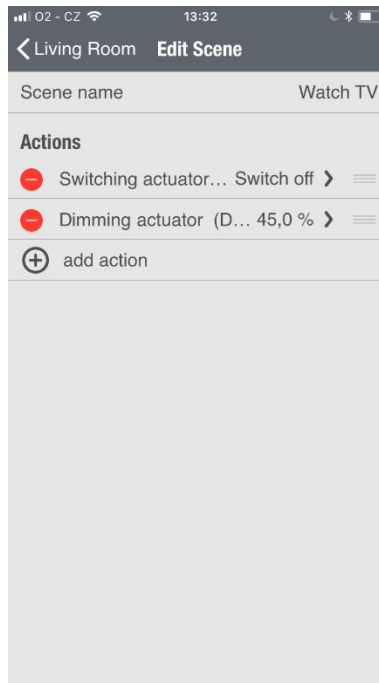 O2 - CZ 13:32
Living Room Edit Scene
Scene name Watch TV
Actions
Switching actuator... Switch off
Dimming actuator (D... 45,0 %
add action